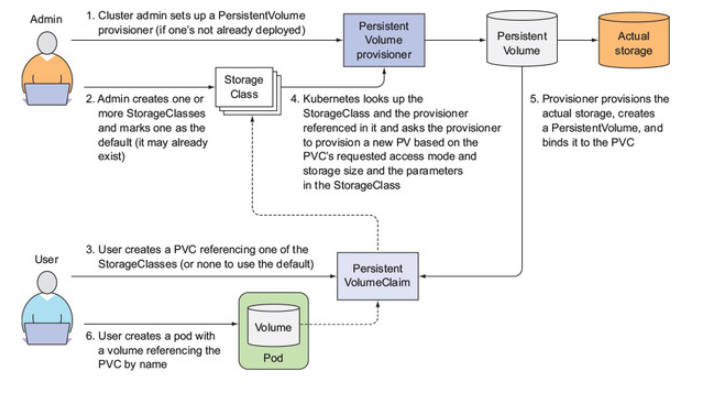 Admin
1. Cluster admin sets up a PersistentVolume
provisioner (if one's not already deployed)
Persistent
Volume
provisioner
Persistent
Volume
Actual
storage
Storage
Class
2. Admin creates one or
more StorageClasses
and marks one as the
default (it may already
exist)
4. Kubernetes looks up the
StorageClass and the provisioner
referenced in it and asks the provisioner
to provision a new PV based on the
PVC's requested access mode and
storage size and the parameters
in the StorageClass
5. Provisioner provisions the
actual storage, creates
a PersistentVolume, and
binds it to the PVC
User
3. User creates a PVC referencing one of the
StorageClasses (or none to use the default)
Persistent
VolumeClaim
6. User creates a pod with
a volume referencing the
PVC by name
Volume
Pod